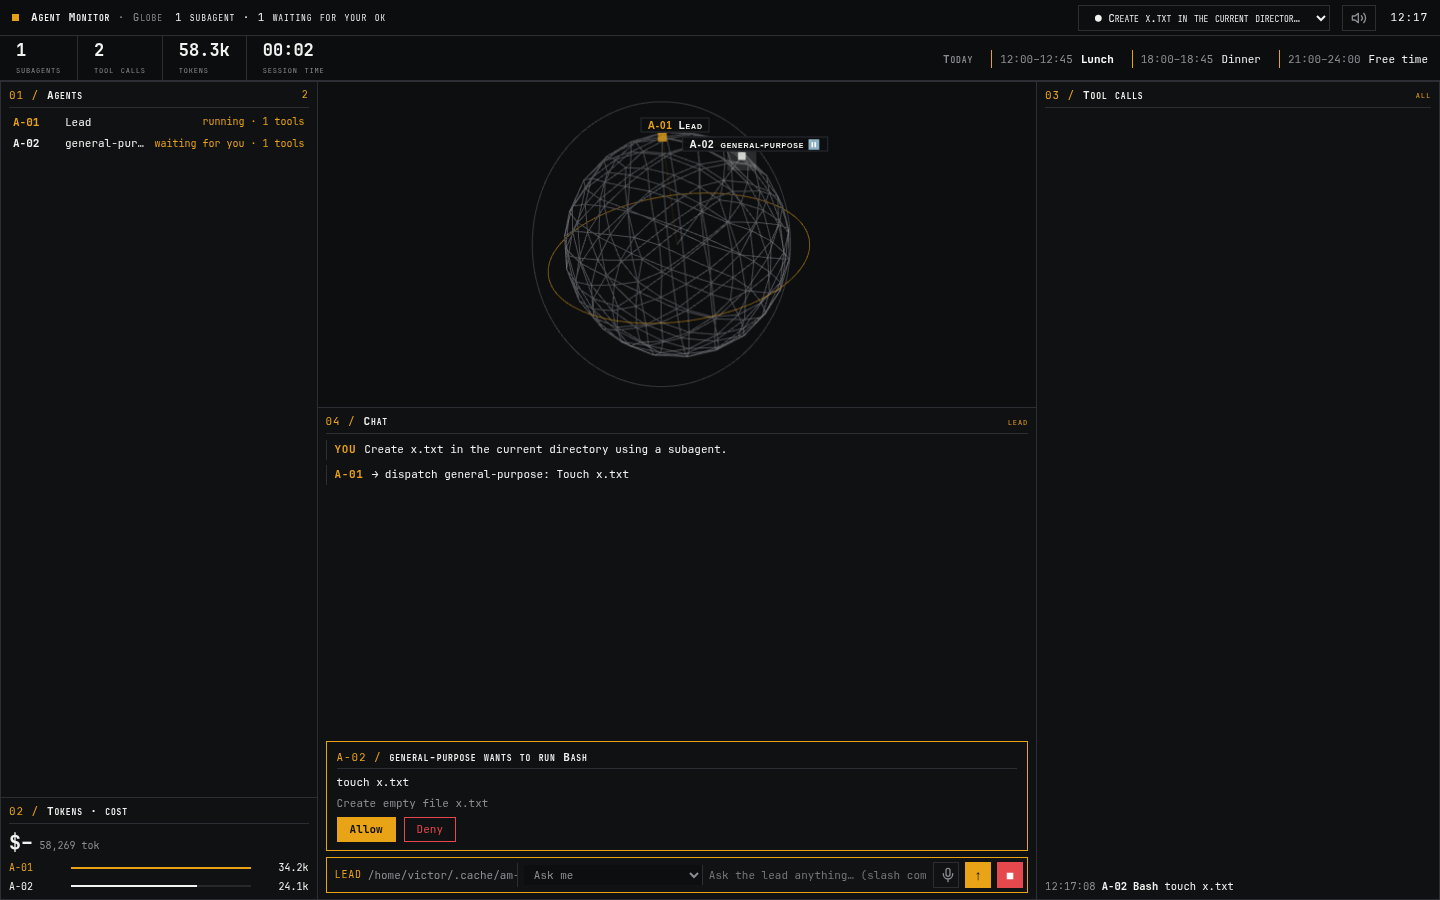 Agent Monitor · Globe 1 subagent · 1 waiting for your ok
Create x.txt in the current director…
12:17
1 subagents
2 tool calls
58.3k tokens
00:02 session time
Today 12:00–12:45 Lunch 18:00–18:45 Dinner 21:00–24:00 Free time
01 / Agents 2
A-01 Lead running · 1 tools
A-02 general-pur… waiting for you · 1 tools
02 / Tokens · cost
$– 58,269 tok
A-01 34.2k
A-02 24.1k
A-01 Lead
A-02 general-purpose
04 / Chat lead
YOU Create x.txt in the current directory using a subagent.
A-01 → dispatch general-purpose: Touch x.txt
A-02 / general-purpose wants to run Bash
touch x.txt
Create empty file x.txt
Allow Deny
LEAD /home/victor/.cache/am- Ask me Ask the lead anything… (slash com
03 / Tool calls all
12:17:08 A-02 Bash touch x.txt